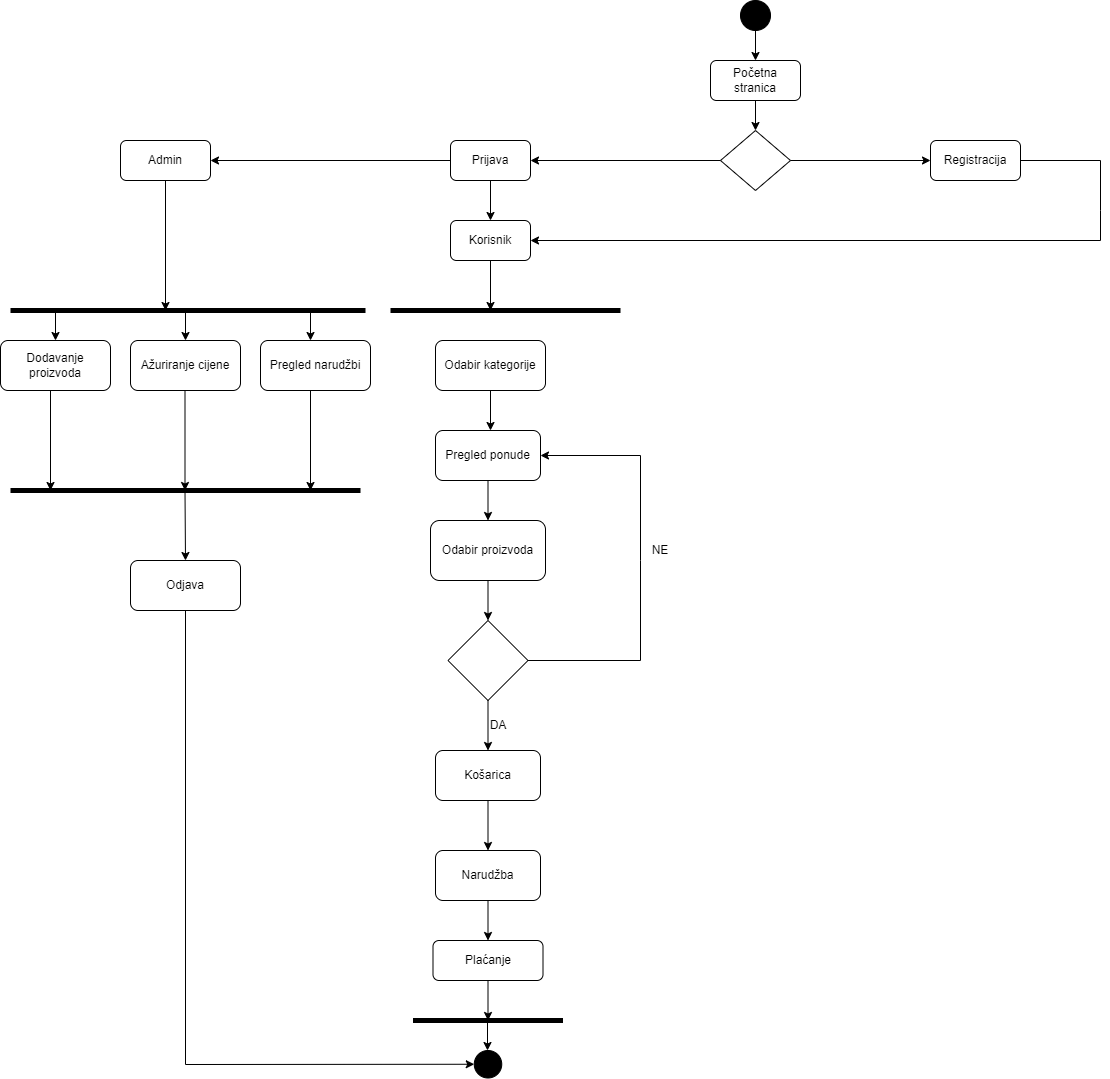 Početna
stranica
Admin
Prijava
Registracija
Korisnik
Dodavanje
proizvoda
Ažuriranje cijene
Pregled narudžbi
Odabir kategorije
Pregled ponude
Odabir proizvoda
NE
Odjava
DA
Košarica
Narudžba
Plaćanje